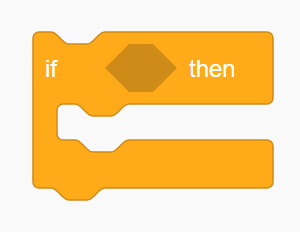 if then